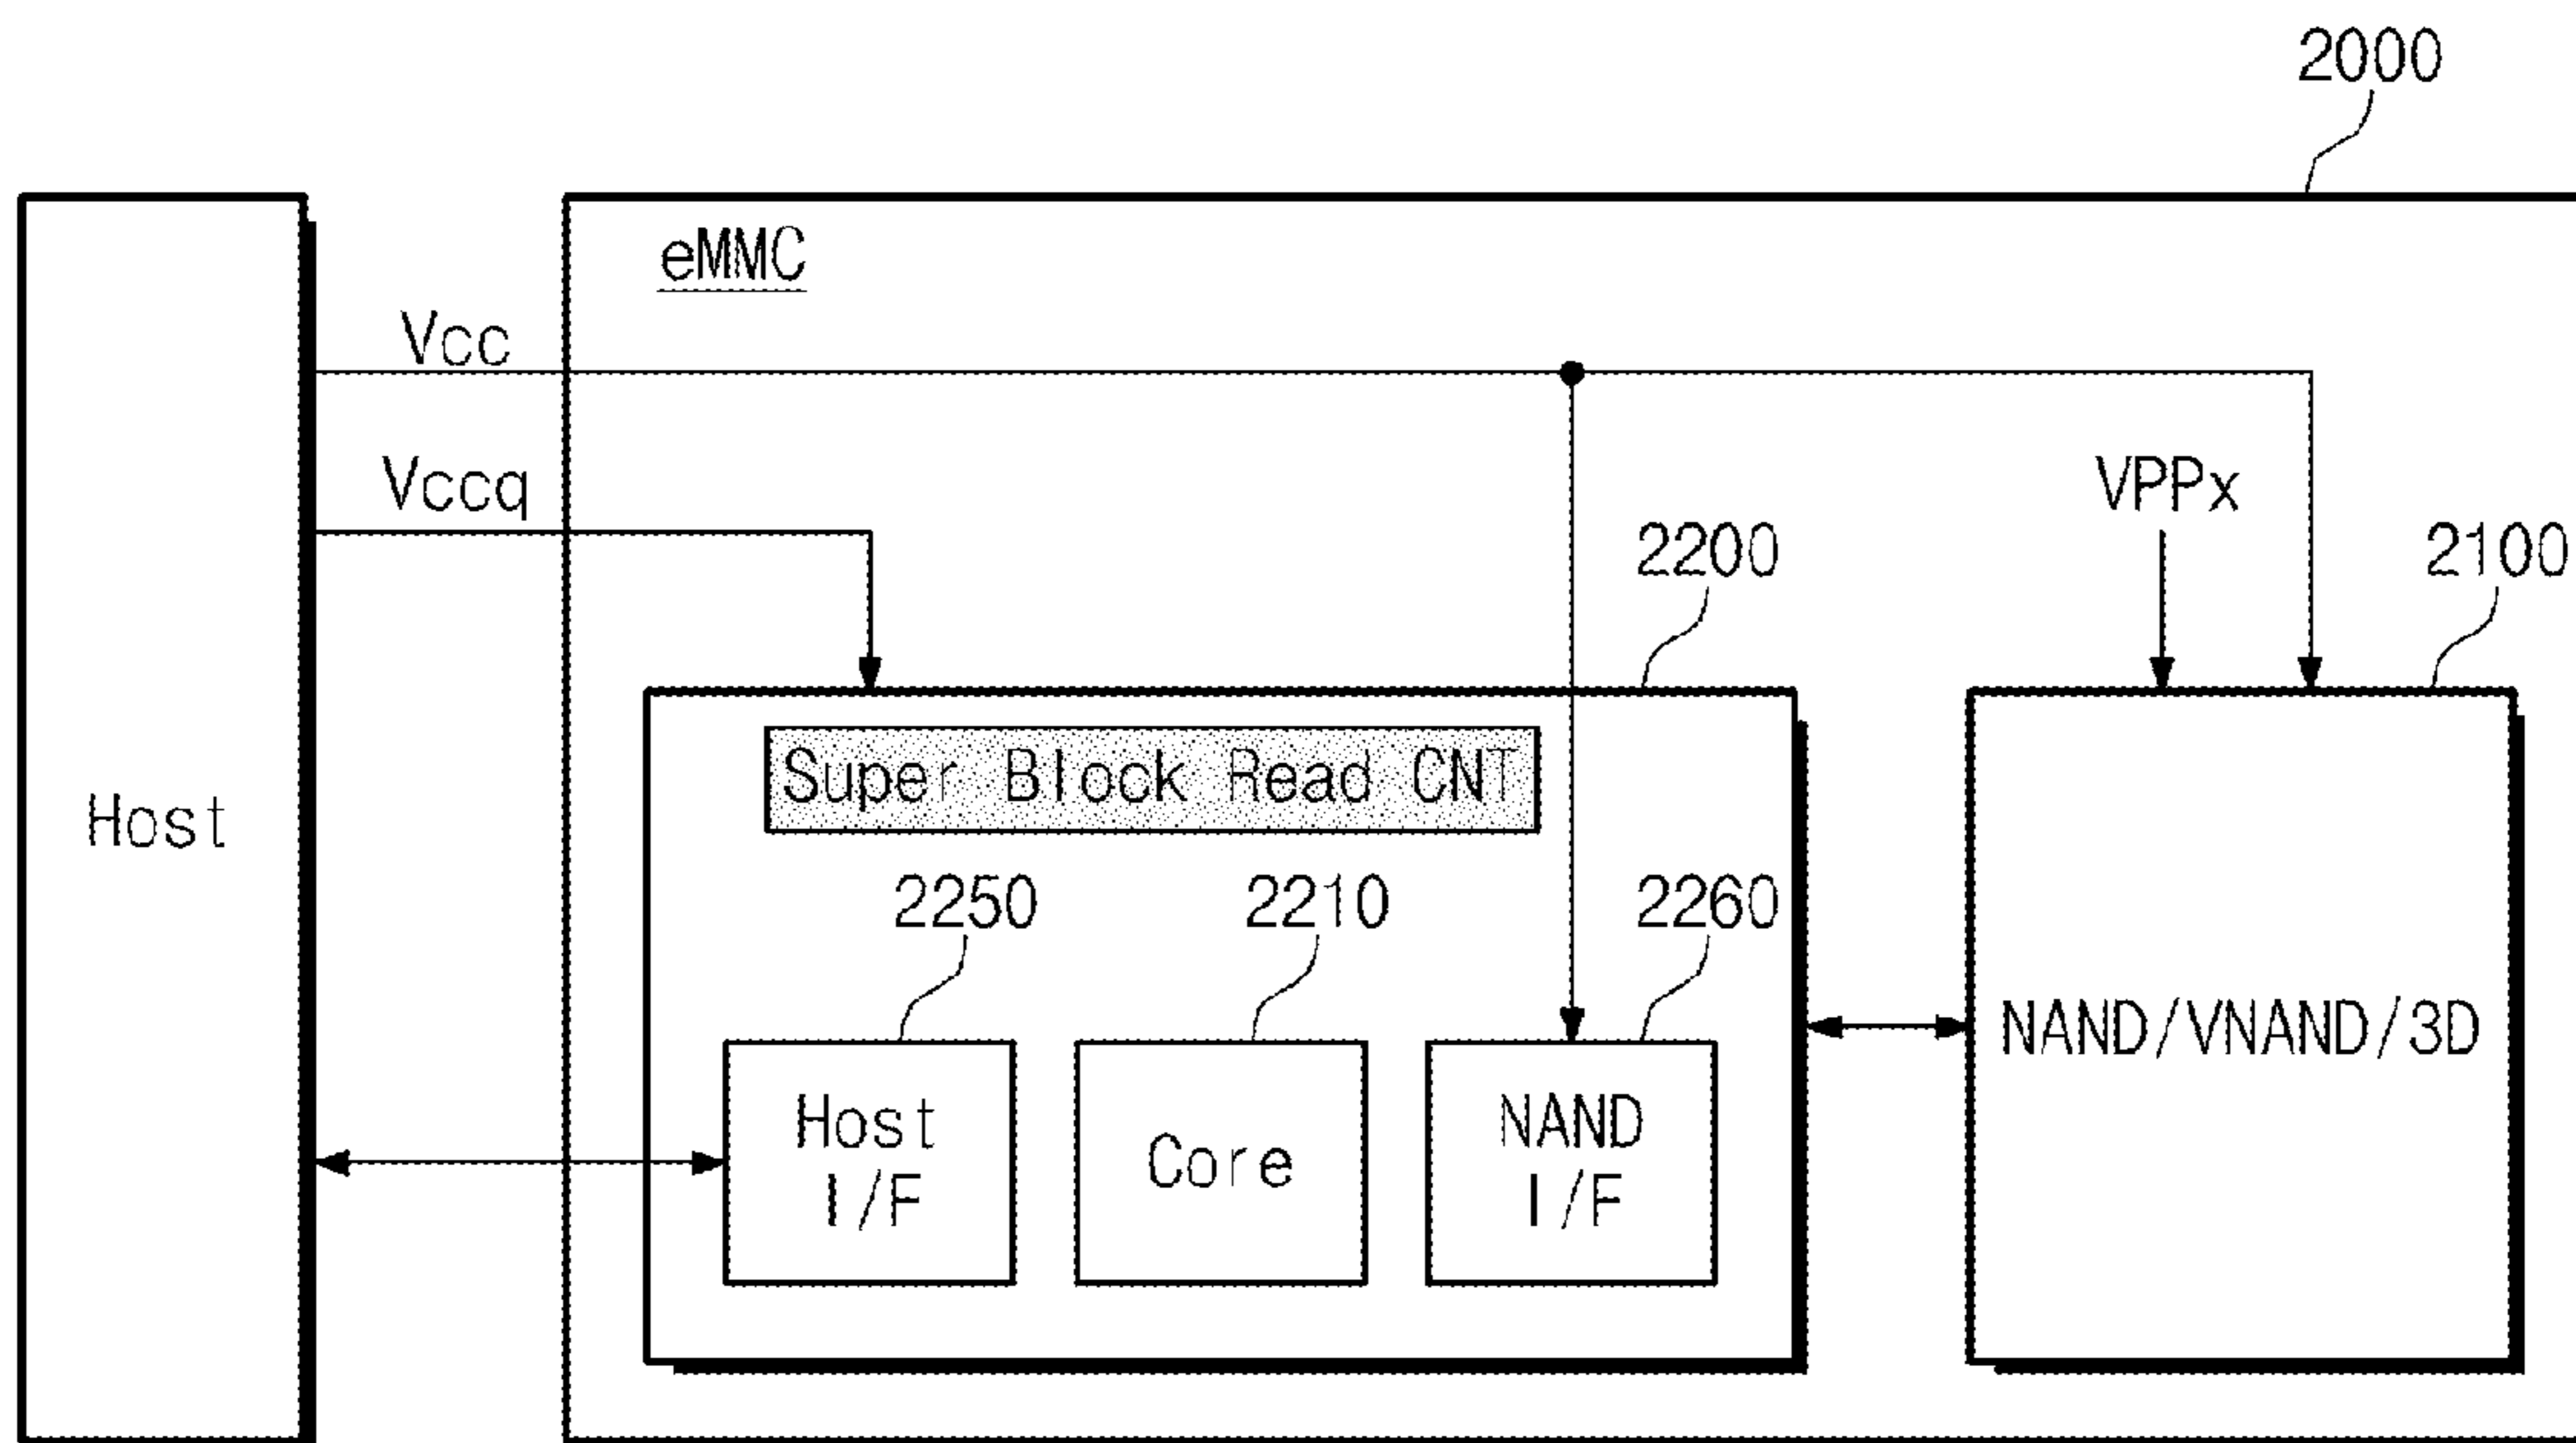 2000
eMMC
Vcc
Vccq
VPPx
2200
2100
Super Block Read CNT
Host
2250
2210
2260
NAND/VNAND/3D
Host
I/F
Core
NAND
I/F